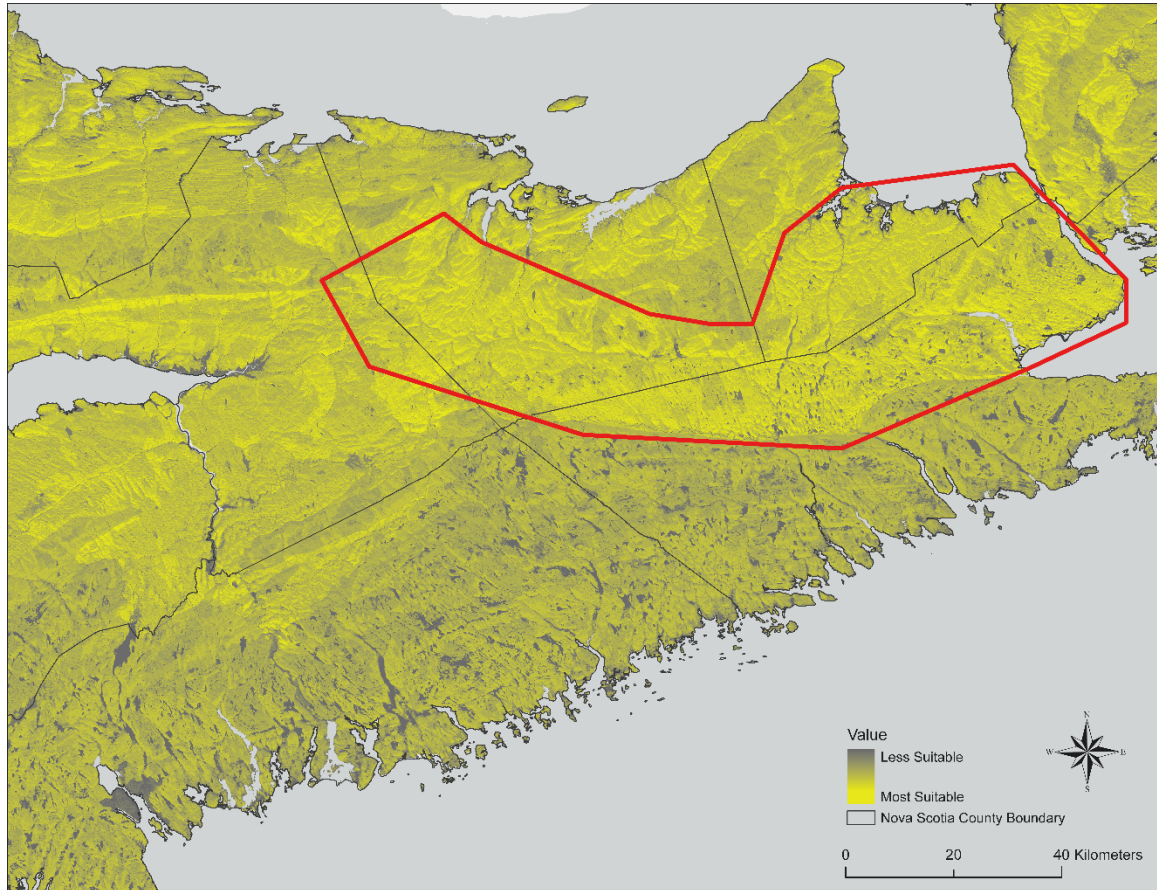 N
W E
S
Value
Less Suitable
Most Suitable
Nova Scotia County Boundary
0 20 40 Kilometers